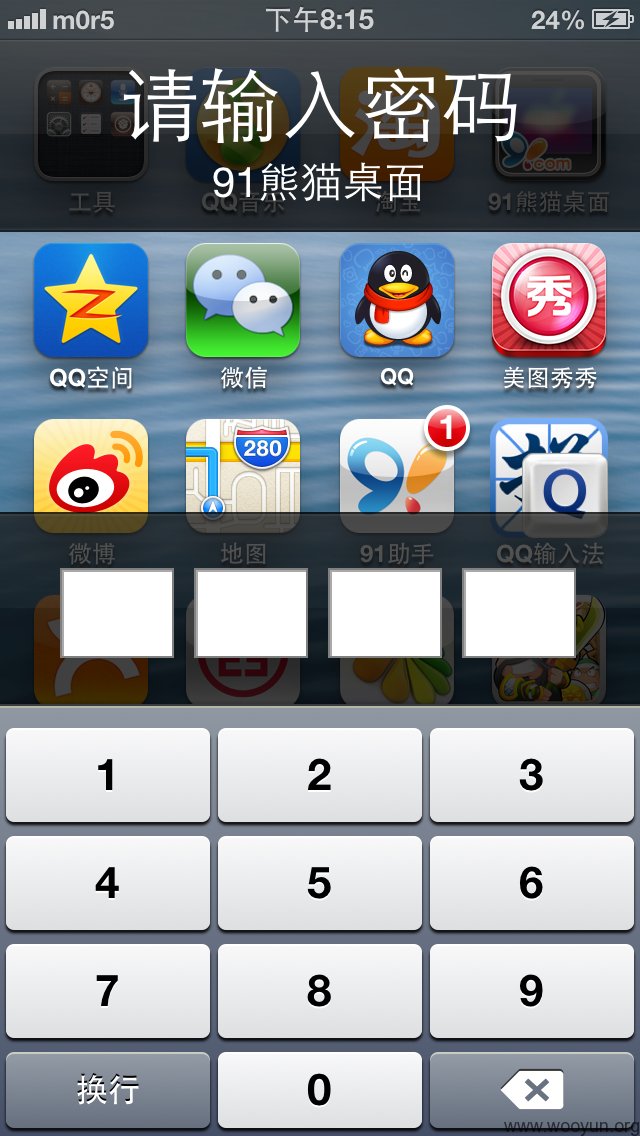 m0r5 下午8:15 24%
请输入密码
91熊猫桌面
.com
工具 QQ音乐 淘宝 91熊猫桌面
秀
QQ空间 微信 QQ 美图秀秀
280 1 Q
微博 地图 91助手 QQ输入法
1 2 3
4 5 6
7 8 9
换行 0
www.wooyun.org